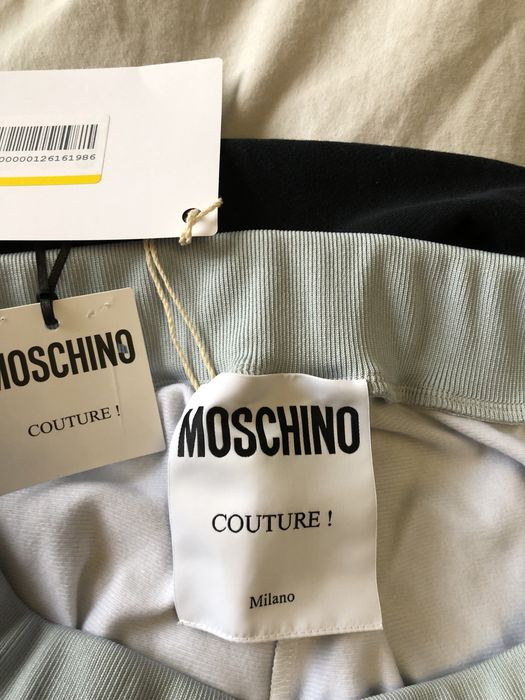 00000126161986
MOSCHINO
COUTURE !
MOSCHINO
COUTURE !
Milano